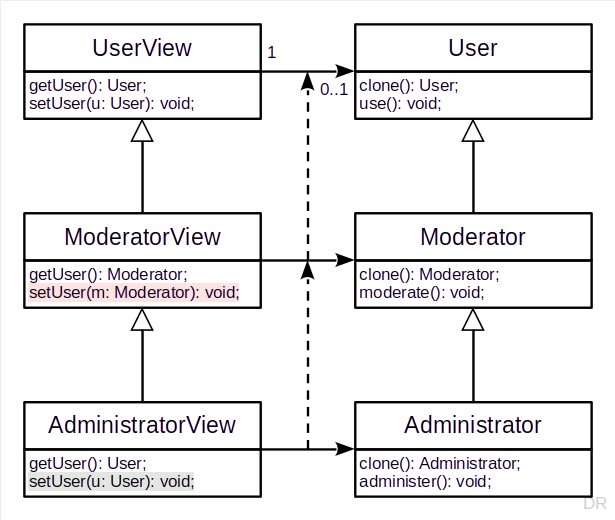 UserView
getUser(): User;
setUser(u: User): void;
1
0..1
User
clone(): User;
use(): void;
ModeratorView
getUser(): Moderator;
setUser(m: Moderator): void;
Moderator
clone(): Moderator;
moderate(): void;
AdministratorView
getUser(): User;
setUser(u: User): void;
Administrator
clone(): Administrator;
administer(): void;
DR